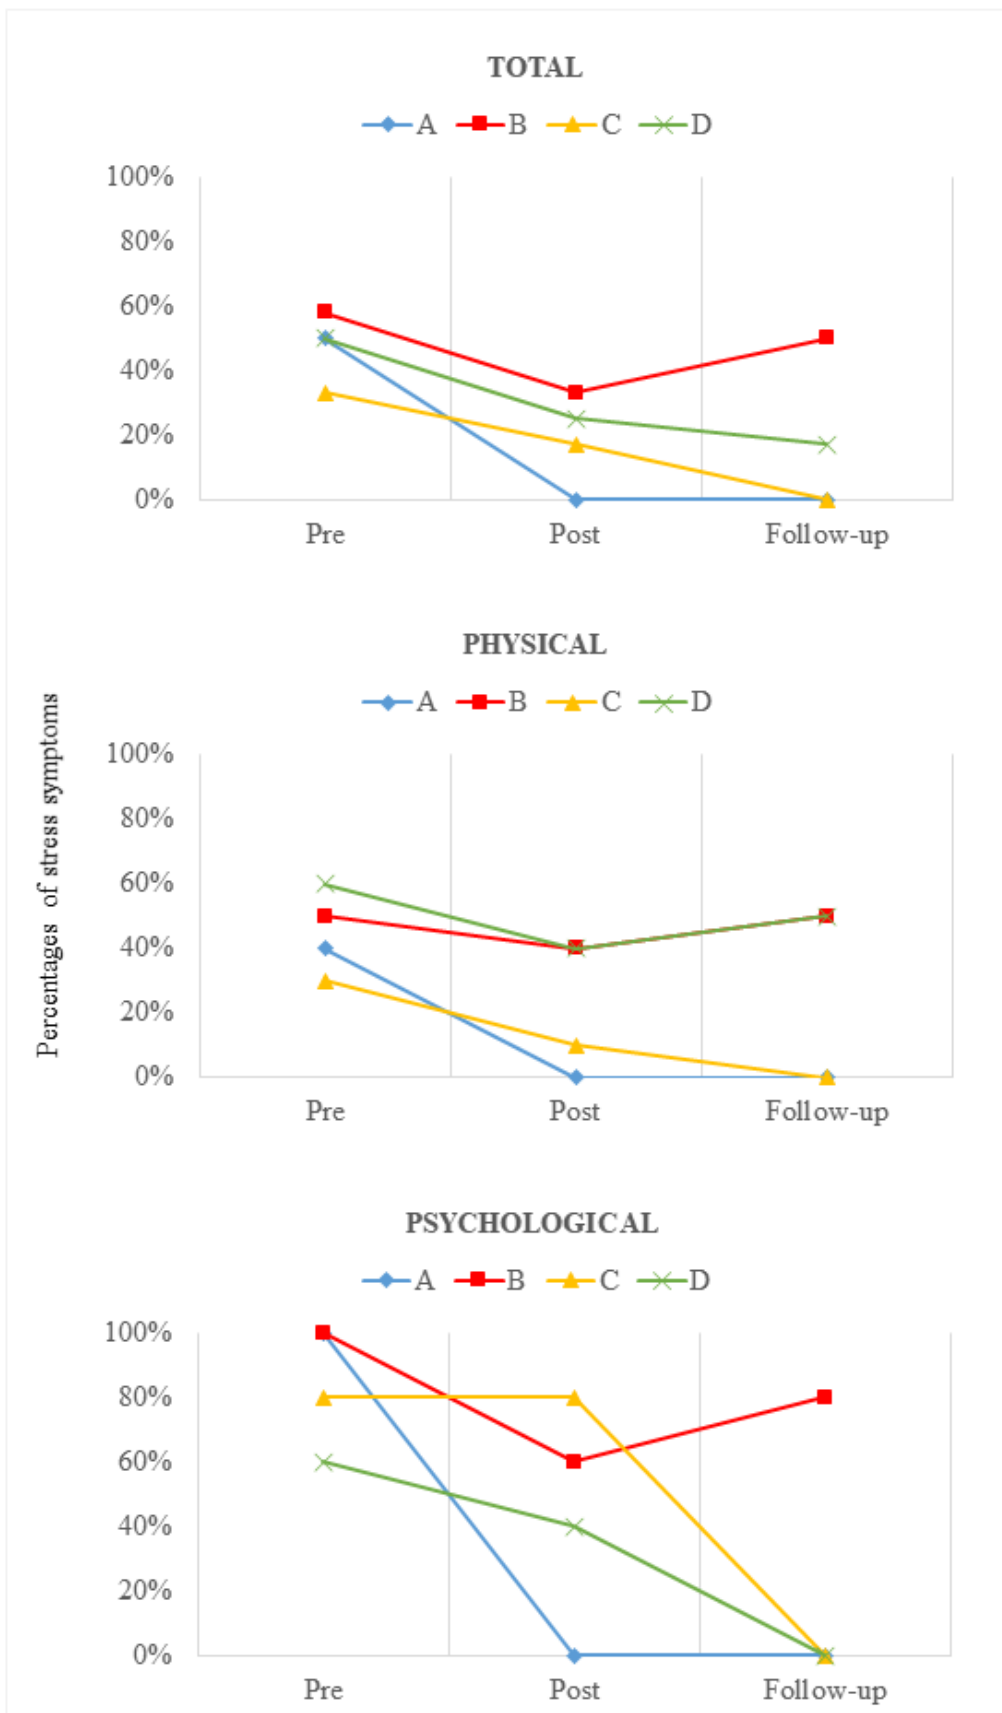 TOTAL
A B C D
100%
80%
60%
40%
20%
0%
Pre Post Follow-up
Percentages of stress symptoms
PHYSICAL
A B C D
100%
80%
60%
40%
20%
0%
Pre Post Follow-up
PSYCHOLOGICAL
A B C D
100%
80%
60%
40%
20%
0%
Pre Post Follow-up